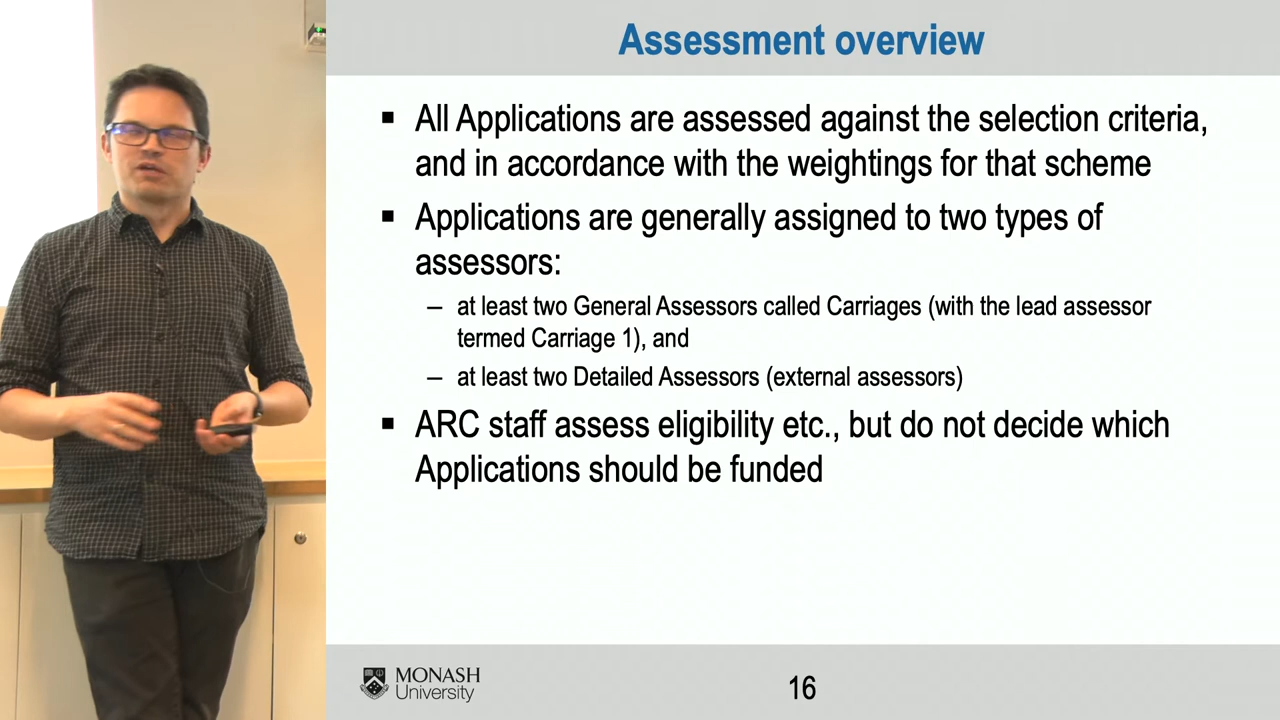 Assessment overview
▪ All Applications are assessed against the selection criteria,
and in accordance with the weightings for that scheme
▪ Applications are generally assigned to two types of
assessors:
– at least two General Assessors called Carriages (with the lead assessor
termed Carriage 1), and
– at least two Detailed Assessors (external assessors)
▪ ARC staff assess eligibility etc., but do not decide which
Applications should be funded
MONASH
University
16